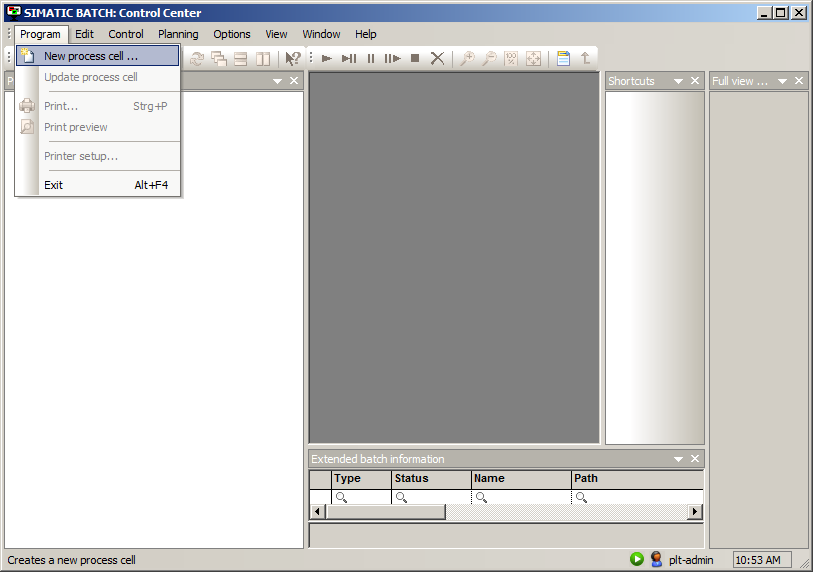 SIMATIC BATCH: Control Center
Program Edit Control Planning Options View Window Help
New process cell ...
Update process cell
Print... Strg+P
Print preview
Printer setup...
Exit Alt+F4
100 %
Shortcuts
Full view ...
Extended batch information
Type Status Name Path
Creates a new process cell
plt-admin
10:53 AM